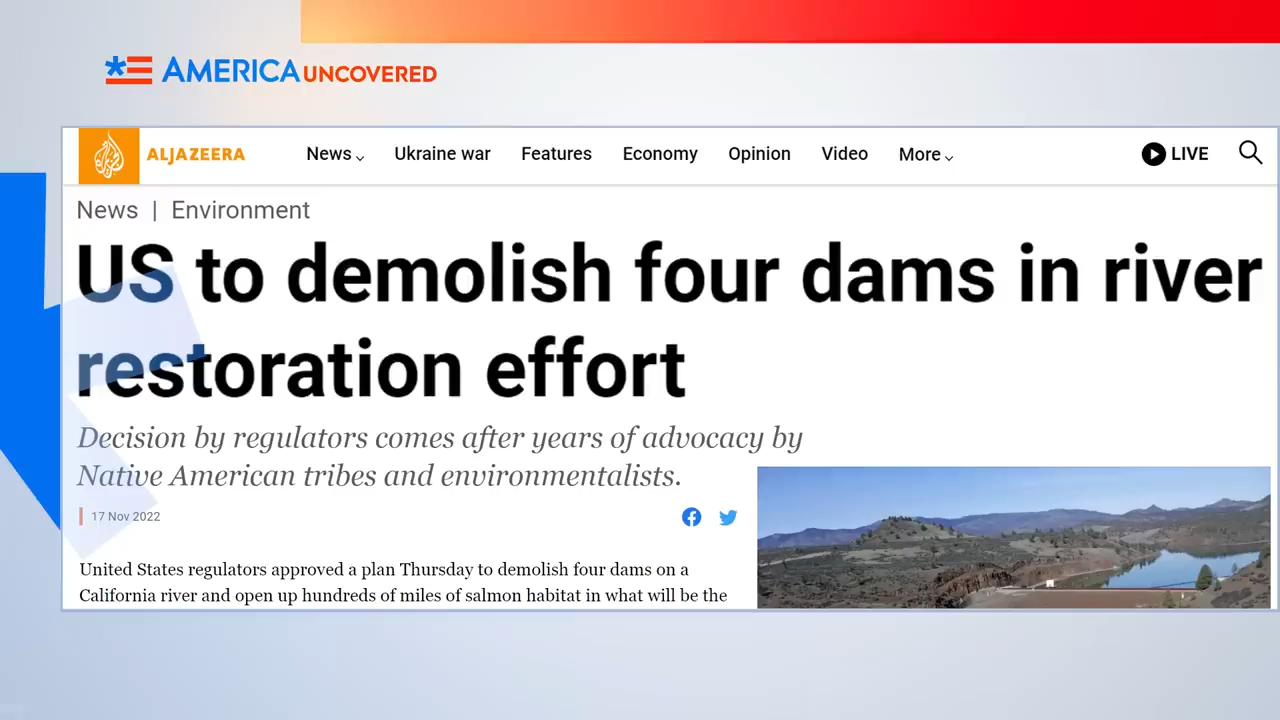 AMERICA UNCOVERED
ALJAZEERA News Ukraine war Features Economy Opinion Video More LIVE
News | Environment
US to demolish four dams in river
restoration effort
Decision by regulators comes after years of advocacy by
Native American tribes and environmentalists.
17 Nov 2022
United States regulators approved a plan Thursday to demolish four dams on a
California river and open up hundreds of miles of salmon habitat in what will be the